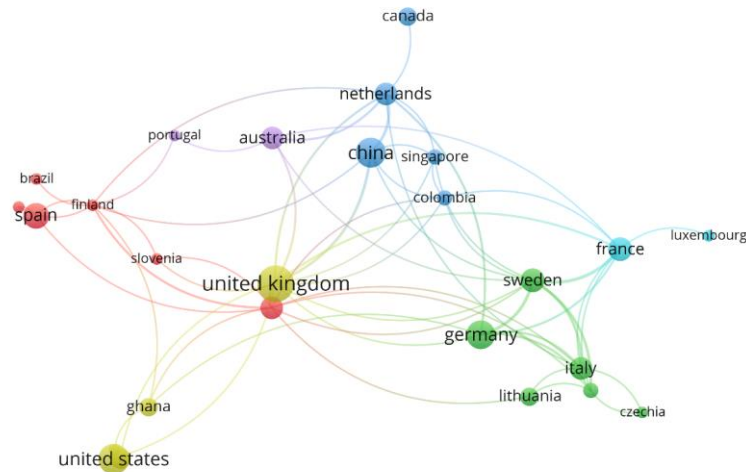 canada
netherlands
portugal
australia
china
singapore
brazil
finland
colombia
spain
luxembourg
slovenia
france
united kingdom
sweden
germany
italy
lithuania
ghana
czechia
united states